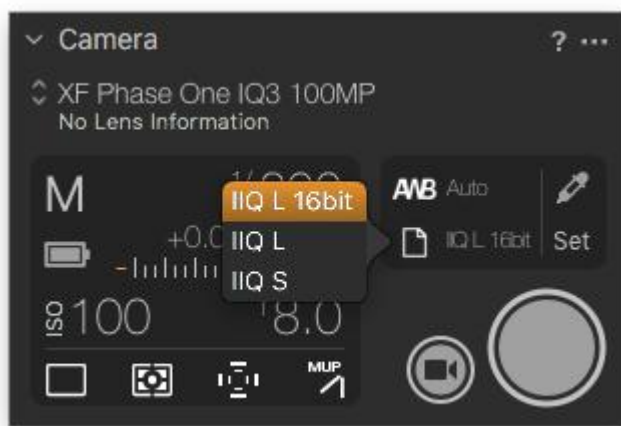 Camera ? ...
XF Phase One IQ3 100MP
No Lens Information
M
IIQ L 16bit
IIQ L
IIQ S
AWB Auto
IIQ L 16bit Set
+0.0
ISO 100
8.0
MUP